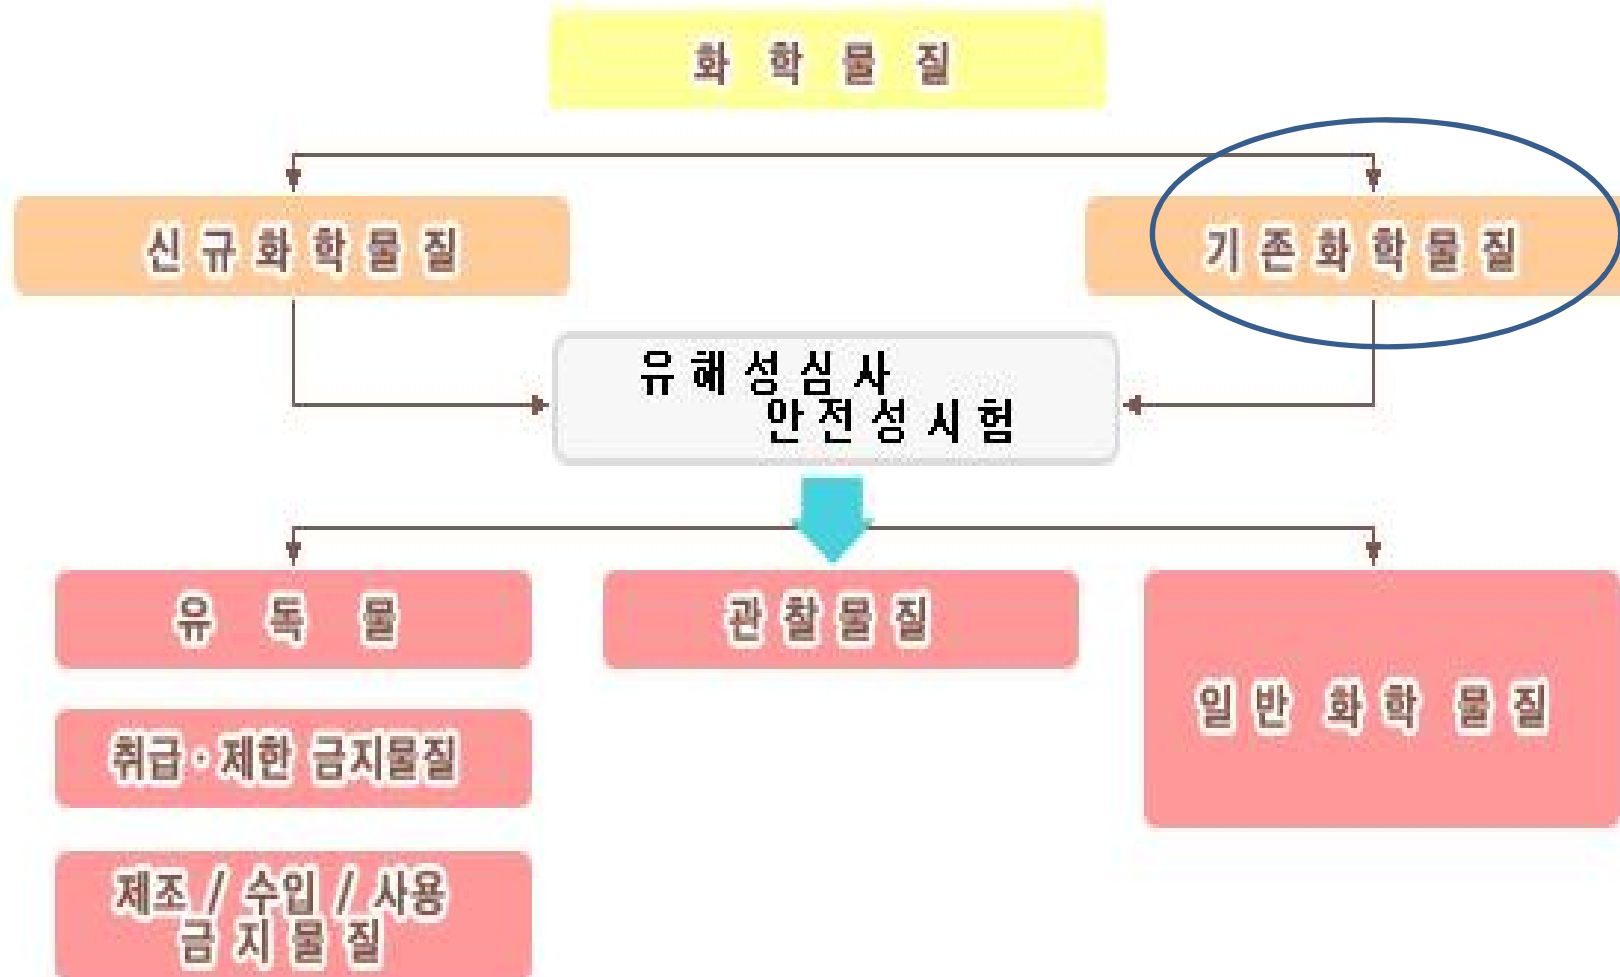 화 학 물 질
신 규 화 학 물 질
기 존 화 학 물 질
유 해 성 심 사
안 전 성 시 험
유 독 물
관 찰 물 질
일 반 화 학 물 질
취급·제한 금지물질
제조 / 수입 / 사용
금 지 물 질